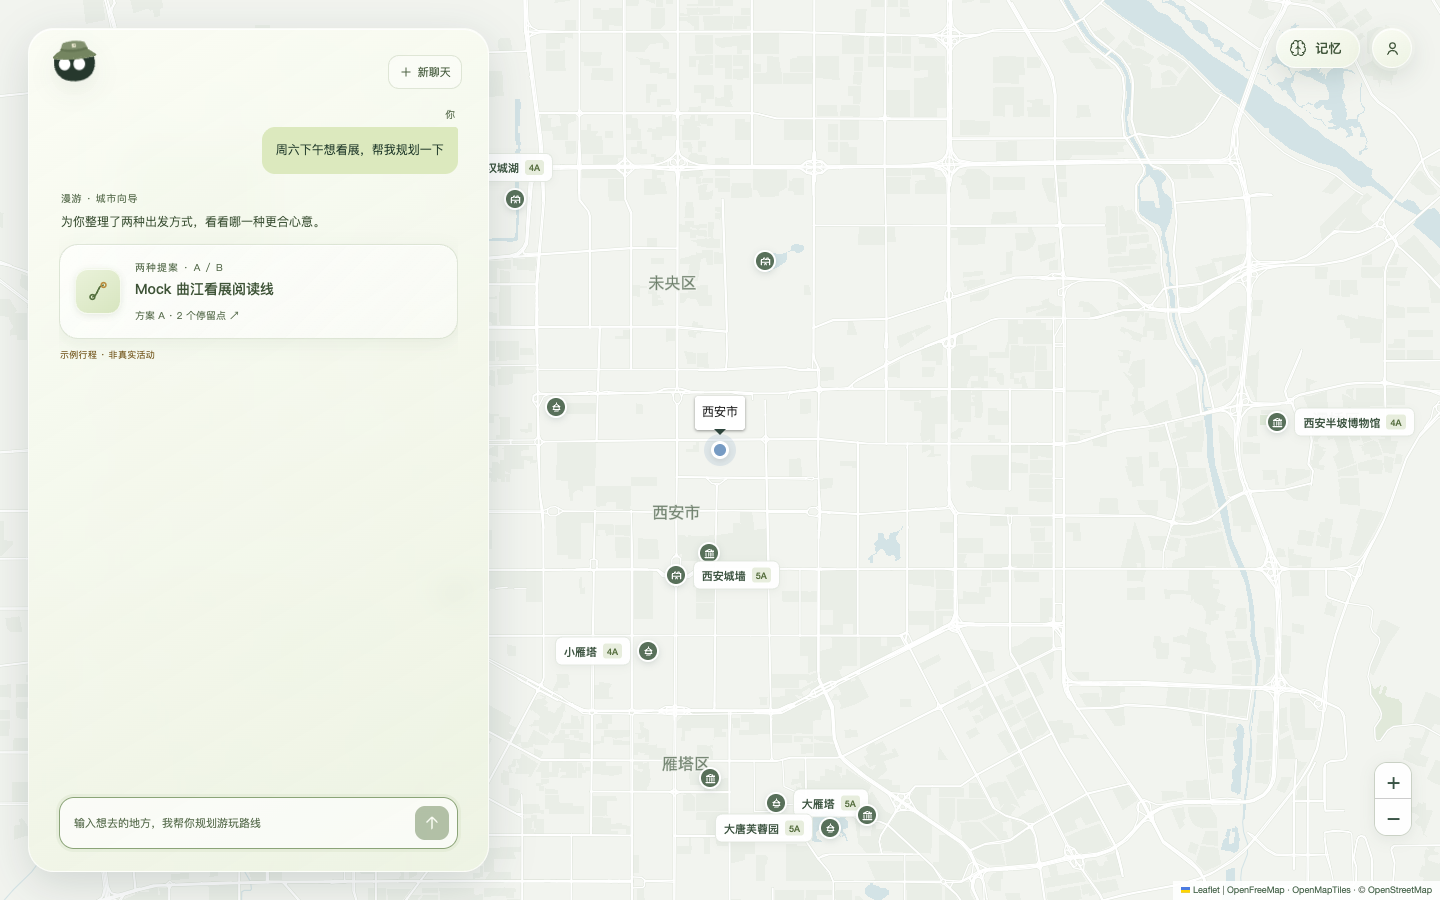 新聊天
你
周六下午想看展，帮我规划一下
漫游 · 城市向导
为你整理了两种出发方式，看看哪一种更合心意。
两种提案 · A / B
Mock 曲江看展阅读线
方案 A · 2 个停留点 ↗
示例行程 · 非真实活动
输入想去的地方，我帮你规划游玩路线
记忆
汉城湖 4A
未央区
西安市
西安半坡博物馆 4A
西安市
西安城墙 5A
小雁塔 4A
雁塔区
大雁塔 5A
大唐芙蓉园 5A
+
−
Leaflet | OpenFreeMap · OpenMapTiles · © OpenStreetMap